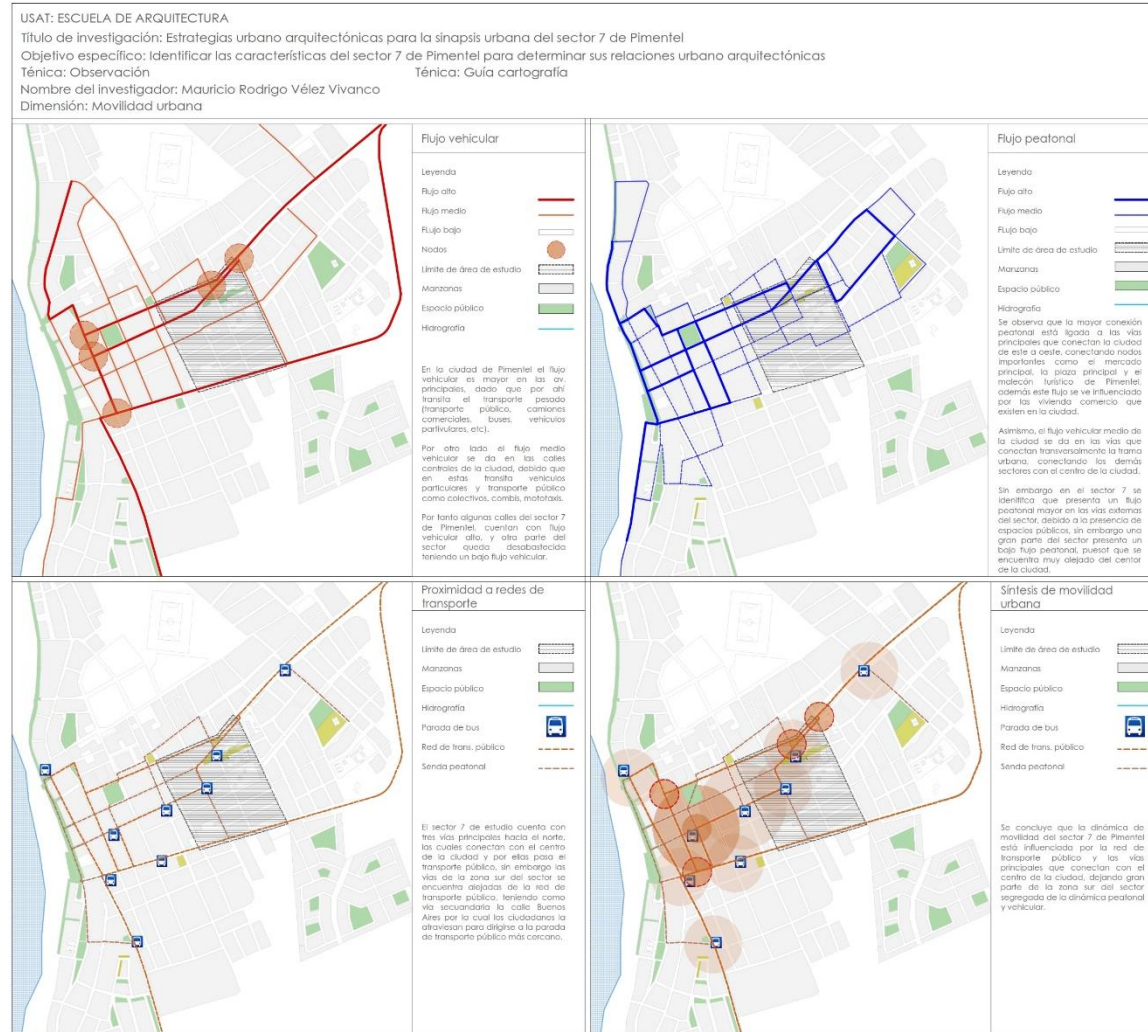 USAT: ESCUELA DE ARQUITECTURA
Título de investigación: Estrategias urbano arquitectónicas para la sinapsis urbana del sector 7 de Pimentel
Objetivo específico: Identificar las características del sector 7 de Pimentel para determinar sus relaciones urbano arquitectónicas
Ténica: Observación Ténica: Guía cartografía
Nombre del investigador: Mauricio Rodrigo Vélez Vivanco
Dimensión: Movilidad urbana
Flujo vehicular
Leyenda
Flujo alto
Flujo medio
FLujo bajo
Nodos
Límite de área de estudio
Manzanas
Espacio público
Hidrografía
En la ciudad de Pimentel el flujo
vehicular es mayor en las av.
principales, dado que por ahí
transita el transporte pesado
(transporte público, camiones
comerciales, buses, vehículos
partivulares, etc).
Por otro lado el flujo medio
vehicular se da en las calles
centrales de la ciudad, debido que
en estas transita vehículos
particulares y transporte público
como colectivos, combis, mototaxis.
Por tanto algunas calles del sector 7
de Pimentel, cuentan con flujo
vehicular alto, y otra parte del
sector queda desabastecida
teniendo un bajo flujo vehicular.
Flujo peatonal
Leyenda
Flujo alto
Flujo medio
FLujo bajo
Límite de área de estudio
Manzanas
Espacio público
Hidrografía
Se observa que la mayor conexión
peatonal está ligada a las vías
principales que conectan la ciudad
de este a oeste, conectando nodos
importantes como el mercado
principal, la plaza principal y el
malecón turístico de Pimentel,
además este flujo se ve influenciado
por las vivienda comercio que
existen en la ciudad.
Asimismo, el flujo vehicular medio de
la ciudad se da en las vías que
conectan transversalmente la trama
urbana, conectando los demás
sectores con el centro de la ciudad.
Sin embargo en el sector 7 se
identifica que presenta un flujo
peatonal mayor en las vías externas
del sector, debido a la presencia de
espacios públicos, sin embargo una
gran parte del sector presenta un
bajo flujo peatonal, puesot que se
encuentra muy alejado del centor
de la ciudad.
Proximidad a redes de
transporte
Leyenda
Límite de área de estudio
Manzanas
Espacio público
Hidrografía
Parada de bus
Red de trans. público
Senda peatonal
El sector 7 de estudio cuenta con
tres vías principales hacia el norte,
las cuales conectan con el centro
de la ciudad y por ellas pasa el
transporte público, sin embargo las
vías de la zona sur del sector se
encuentra alejadas de la red de
transporte público, teniendo como
vía secuandaria la calle Buenos
Aires por la cual los ciudadanos la
atraviesan para dirigirse a la parada
de transporte público más cercano.
Síntesis de movilidad
urbana
Leyenda
Límite de área de estudio
Manzanas
Espacio público
Hidrografía
Parada de bus
Red de trans. público
Senda peatonal
Se concluye que la dinámica de
movilidad del sector 7 de Pimentel
está influenciada por la red de
transporte público y las vías
principales que conectan con el
centro de la ciudad, dejando gran
parte de la zona sur del sector
segregada de la dinámica peatonal
y vehicular.